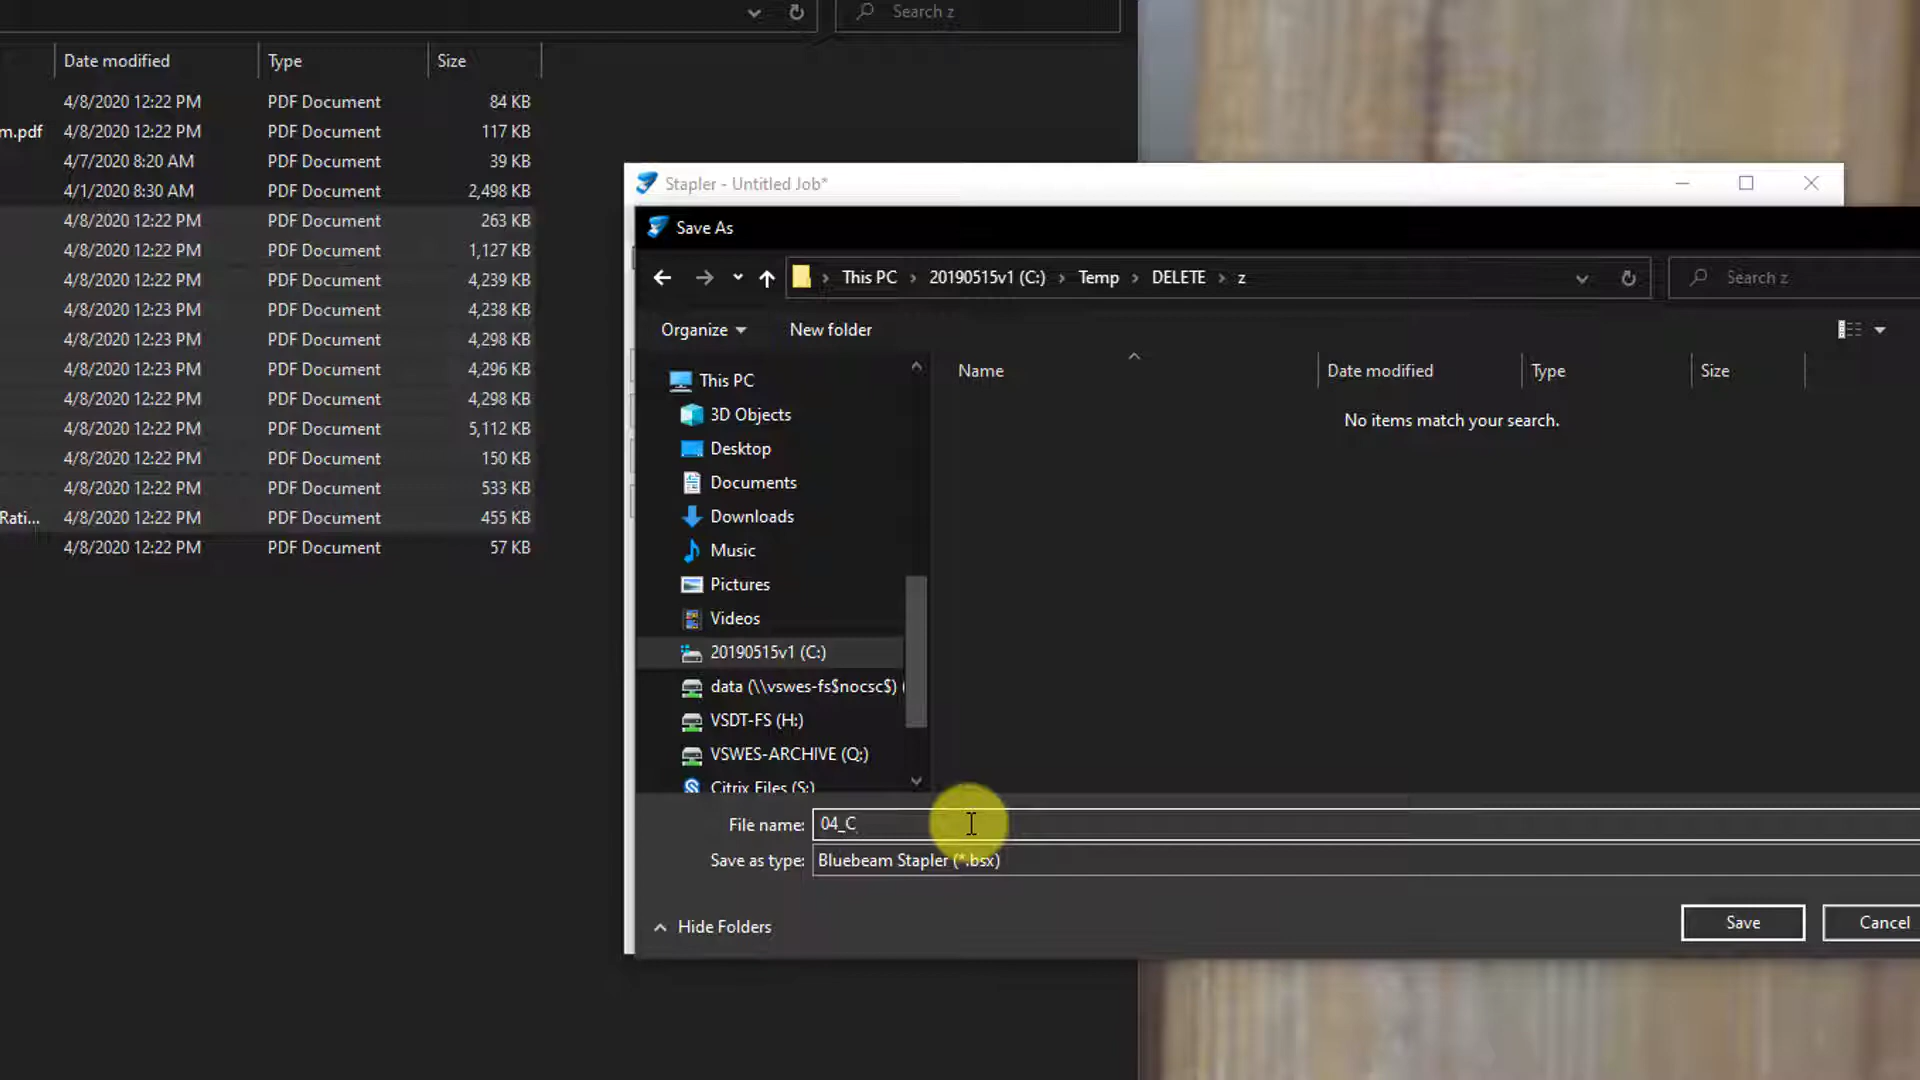 Search z
Date modified Type Size
4/8/2020 12:22 PM PDF Document 84 KB
m.pdf 4/8/2020 12:22 PM PDF Document 117 KB
4/7/2020 8:20 AM PDF Document 39 KB
4/1/2020 8:30 AM PDF Document 2,498 KB
4/8/2020 12:22 PM PDF Document 263 KB
4/8/2020 12:22 PM PDF Document 1,127 KB
4/8/2020 12:22 PM PDF Document 4,239 KB
4/8/2020 12:23 PM PDF Document 4,238 KB
4/8/2020 12:23 PM PDF Document 4,298 KB
4/8/2020 12:23 PM PDF Document 4,296 KB
4/8/2020 12:22 PM PDF Document 4,298 KB
4/8/2020 12:22 PM PDF Document 5,112 KB
4/8/2020 12:22 PM PDF Document 150 KB
4/8/2020 12:22 PM PDF Document 533 KB
Rati... 4/8/2020 12:22 PM PDF Document 455 KB
4/8/2020 12:22 PM PDF Document 57 KB
Stapler - Untitled Job*
Save As
This PC › 20190515v1 (C:) › Temp › DELETE › z
Search z
Organize New folder
Name Date modified Type Size
No items match your search.
This PC
3D Objects
Desktop
Documents
Downloads
Music
Pictures
Videos
20190515v1 (C:)
data (\\vswes-fs$nocsc$) (
VSDT-FS (H:)
VSWES-ARCHIVE (Q:)
Citrix Files (S:)
File name: 04_C
Save as type: Bluebeam Stapler (*.bsx)
Hide Folders
Save Cancel